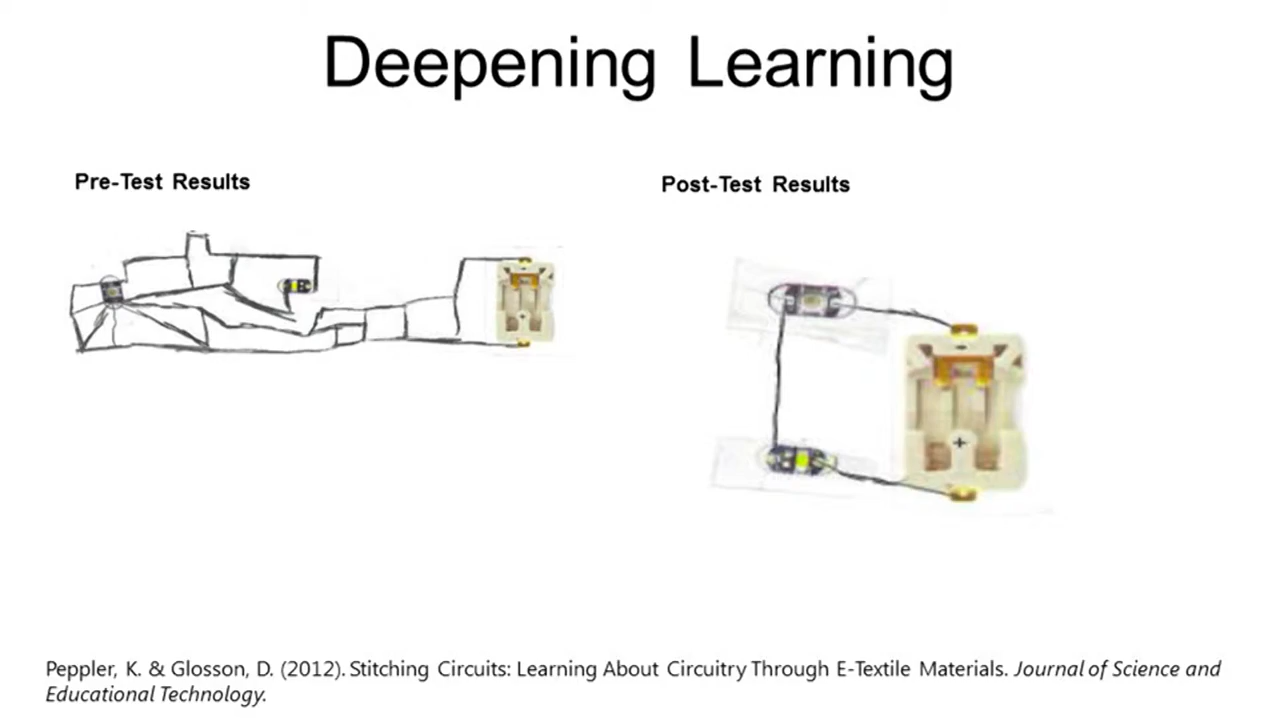 Deepening Learning
Pre-Test Results
Post-Test Results
+
+
Peppler, K. & Glosson, D. (2012). Stitching Circuits: Learning About Circuitry Through E-Textile Materials. Journal of Science and
Educational Technology.